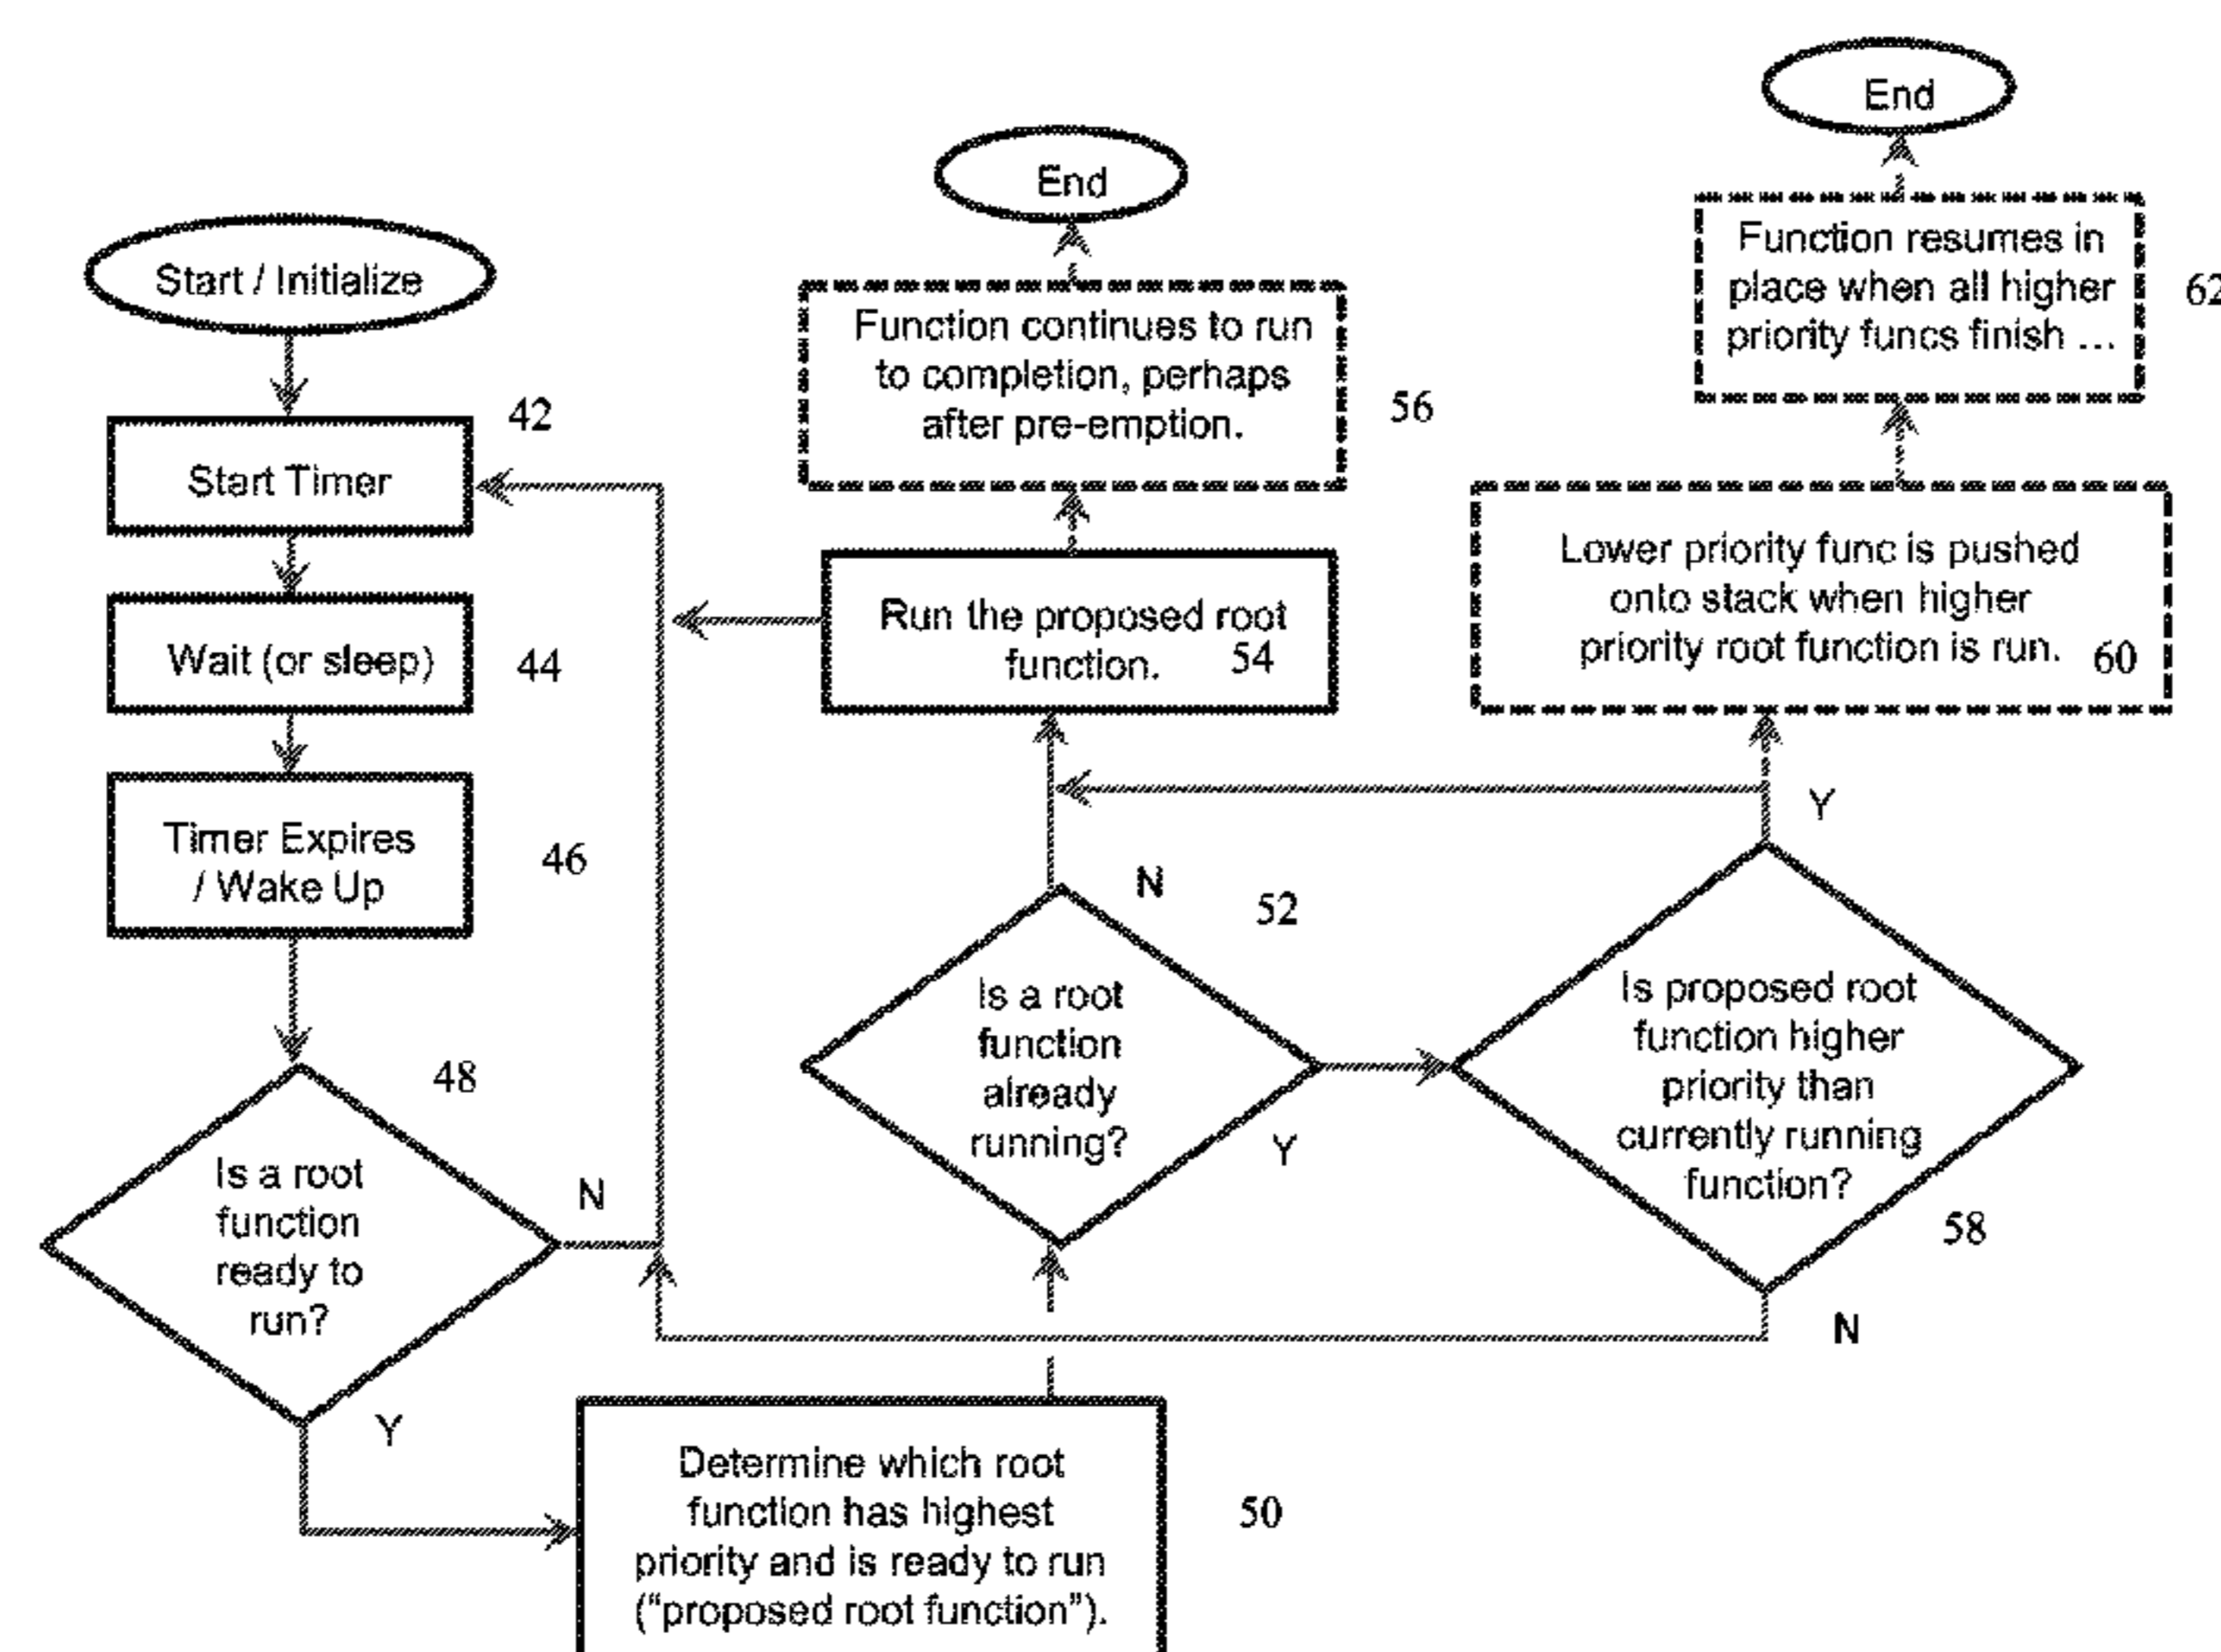 Start / Initialize
42
Start Timer
Wait (or sleep)
44
Timer Expires
/ Wake Up
46
48
Is a root
function
ready to
run?
N
Y
Determine which root
function has highest
priority and is ready to run
("proposed root function").
50
Is a root
function
already
running?
52
N
Y
Run the proposed root
function.
54
Function continues to run
to completion, perhaps
after pre-emption.
56
End
Is proposed root
function higher
priority than
currently running
function?
58
Y
N
Lower priority func is pushed
onto stack when higher
priority root function is run.
60
Function resumes in
place when all higher
priority funcs finish ...
62
End